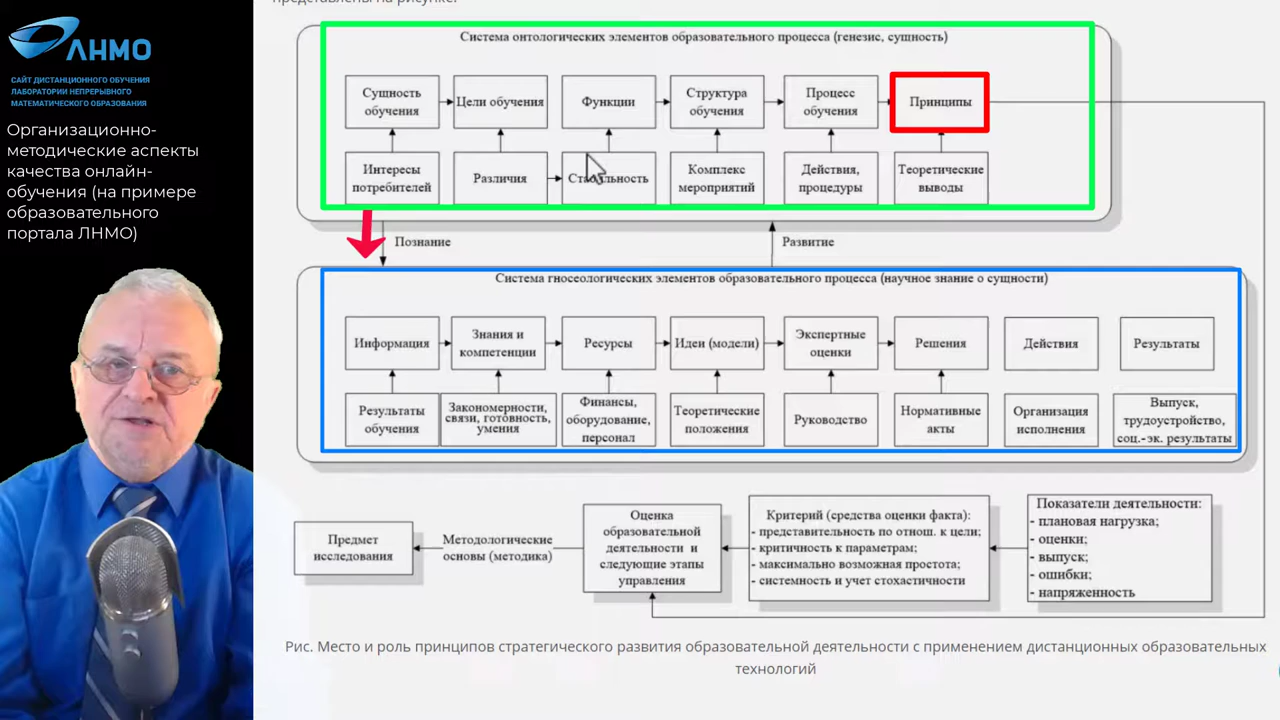 представлены на рисунке.
ЛНМО
САЙТ ДИСТАНЦИОННОГО ОБУЧЕНИЯ
ЛАБОРАТОРИИ НЕПРЕРЫВНОГО
МАТЕМАТИЧЕСКОГО ОБРАЗОВАНИЯ
Организационно-
методические аспекты
качества онлайн-
обучения (на примере
образовательного
портала ЛНМО)
Система онтологических элементов образовательного процесса (генезис, сущность)
Сущность
обучения
Цели обучения
Функции
Структура
обучения
Процесс
обучения
Принципы
Интересы
потребителей
Различия
Стабильность
Комплекс
мероприятий
Действия,
процедуры
Теоретические
выводы
Познание
Развитие
Система гносеологических элементов образовательного процесса (научное знание о сущности)
Информация
Знания и
компетенции
Ресурсы
Идеи (модели)
Экспертные
оценки
Решения
Действия
Результаты
Результаты
обучения
Закономерности,
связи, готовность,
умения
Финансы,
оборудование,
персонал
Теоретические
положения
Руководство
Нормативные
акты
Организация
исполнения
Выпуск,
трудоустройство,
соц.-эк. результаты
Предмет
исследования
Методологические
основы (методика)
Оценка
образовательной
деятельности и
следующие этапы
управления
Критерий (средства оценки факта):
- представительность по отнош. к цели;
- критичность к параметрам;
- максимально возможная простота;
- системность и учет стохастичности
Показатели деятельности:
- плановая нагрузка;
- оценки;
- выпуск;
- ошибки;
- напряженность
Рис. Место и роль принципов стратегического развития образовательной деятельности с применением дистанционных образовательных
технологий